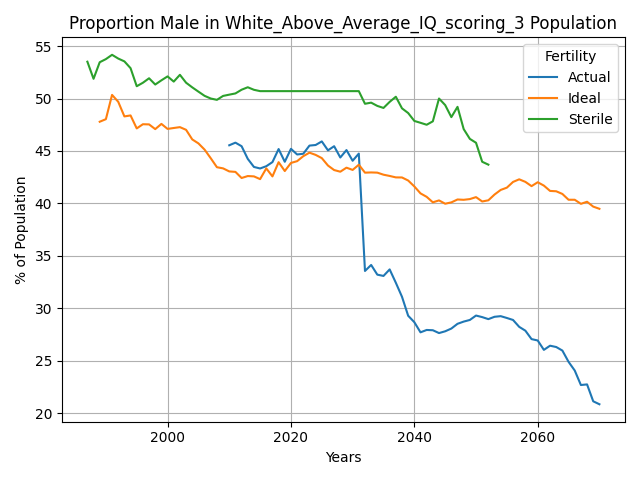 Proportion Male in White_Above_Average_IQ_scoring_3 Population
% of Population
55
50
45
40
35
30
25
20
Fertility
Actual
Ideal
Sterile
2000
2020
2040
2060
Years